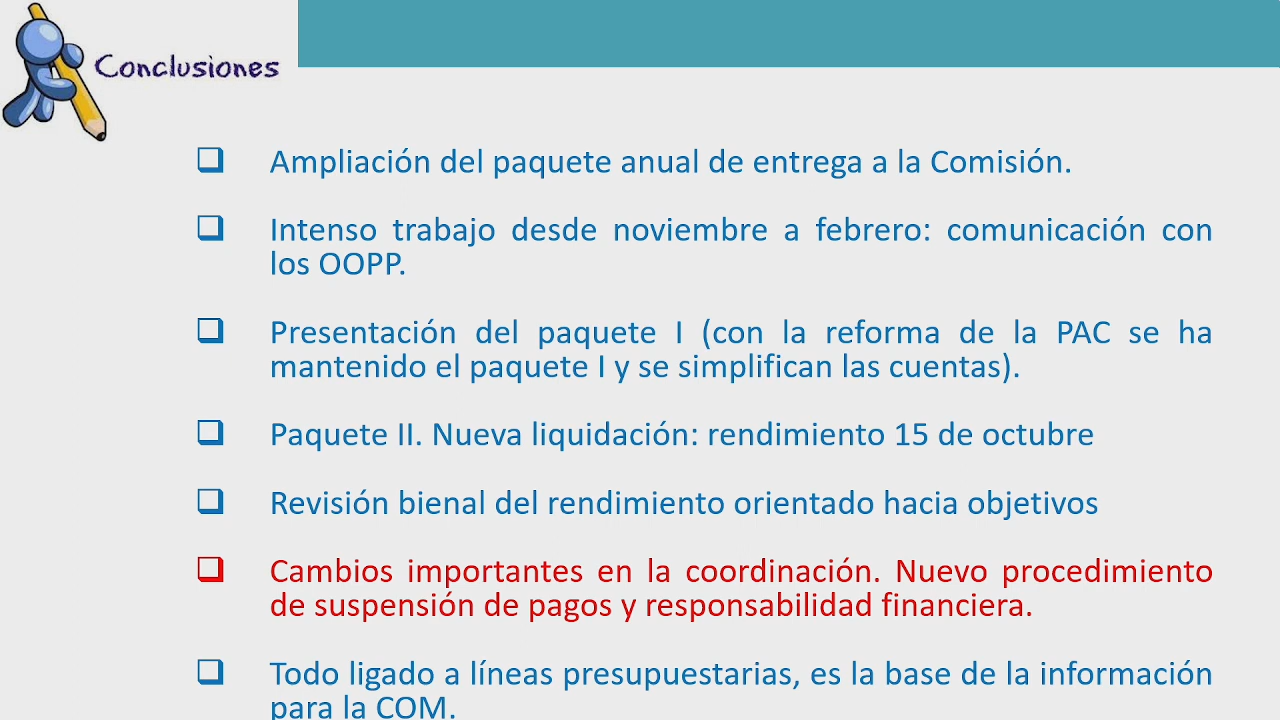 Conclusiones
Ampliación del paquete anual de entrega a la Comisión.
Intenso trabajo desde noviembre a febrero: comunicación con
los OOPP.
Presentación del paquete I (con la reforma de la PAC se ha
mantenido el paquete I y se simplifican las cuentas).
Paquete II. Nueva liquidación: rendimiento 15 de octubre
Revisión bienal del rendimiento orientado hacia objetivos
Cambios importantes en la coordinación. Nuevo procedimiento
de suspensión de pagos y responsabilidad financiera.
Todo ligado a líneas presupuestarias, es la base de la información
para la COM.